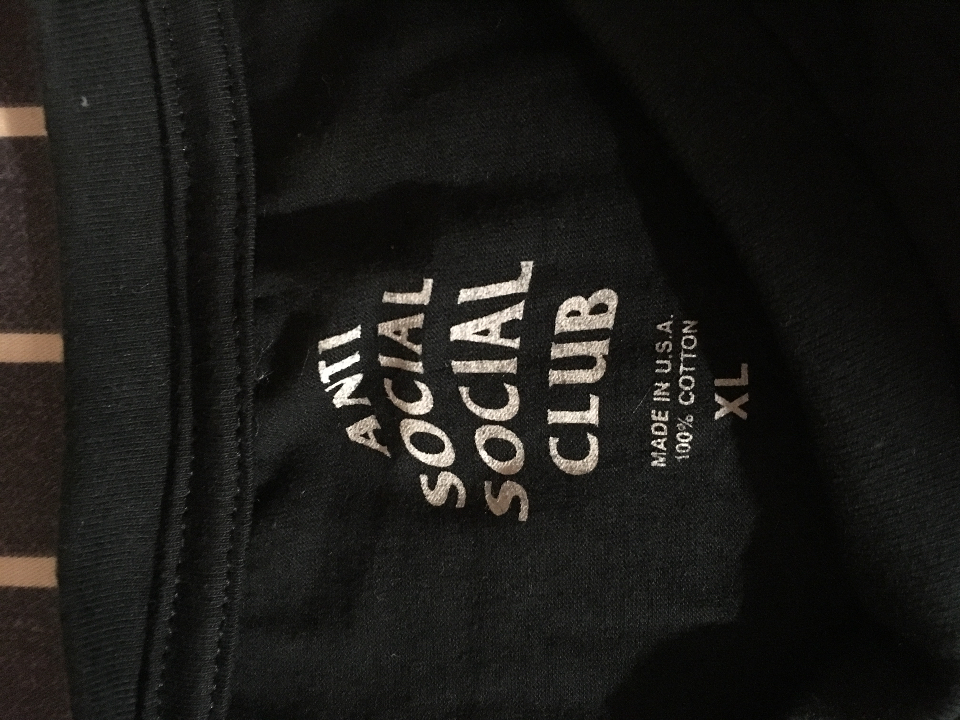 ANTI
SOCIAL
SOCIAL
CLUB
MADE IN U.S.A.
100% COTTON
XL